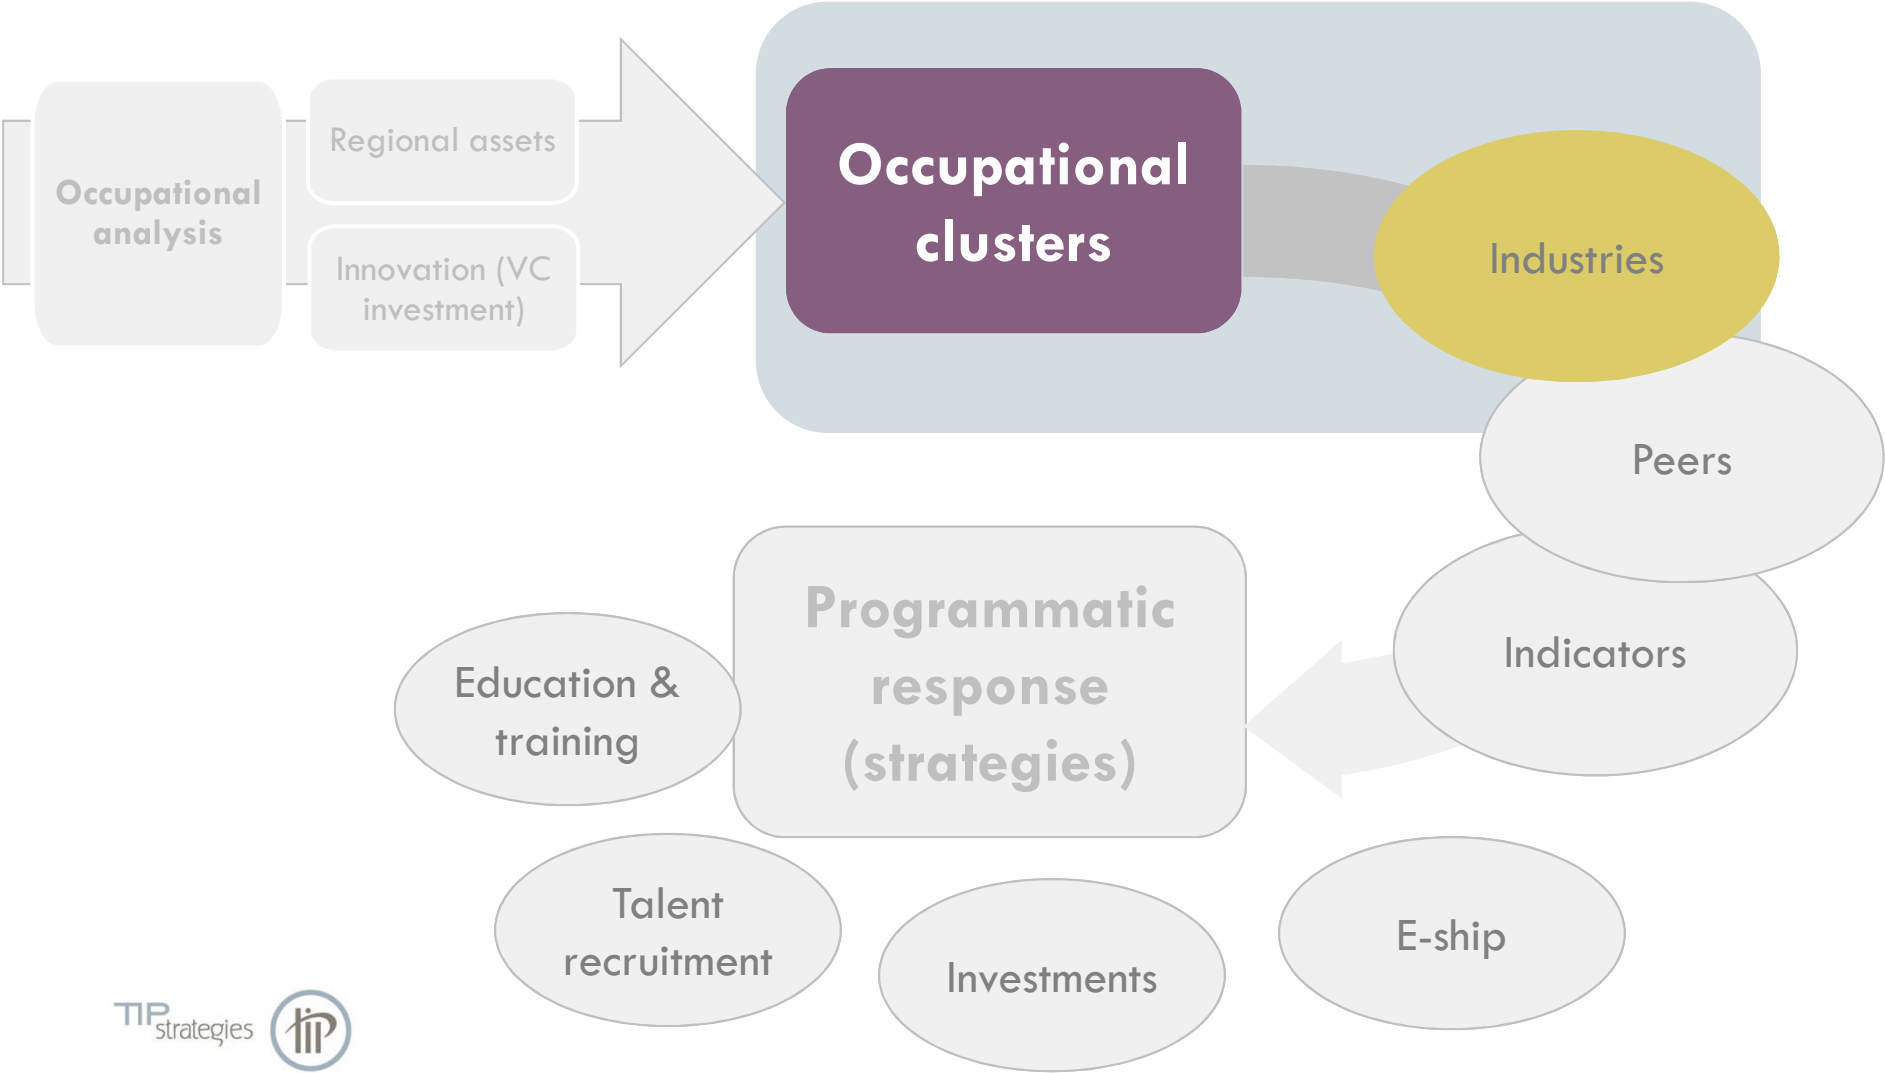 Occupational
analysis
Regional assets
Innovation (VC
investment)
Occupational
clusters
Industries
Peers
Indicators
Programmatic
response
(strategies)
Education &
training
Talent
recruitment
Investments
E-ship
TIP
strategies
tip